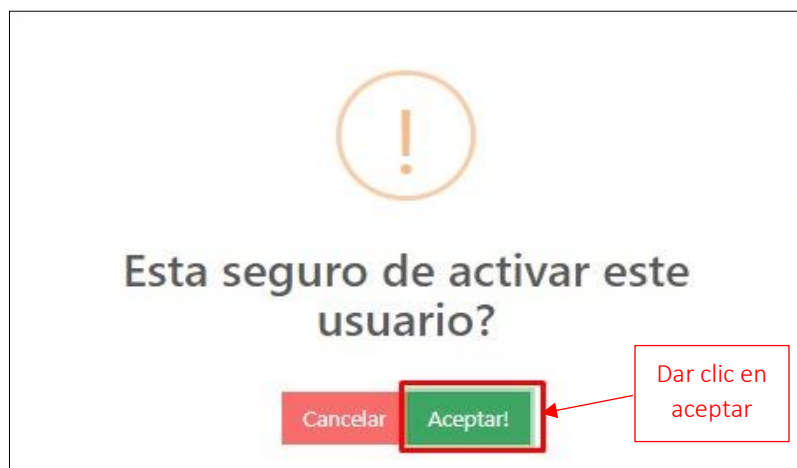 !
Esta seguro de activar este
usuario?
Cancelar
Aceptar!
Dar clic en
aceptar